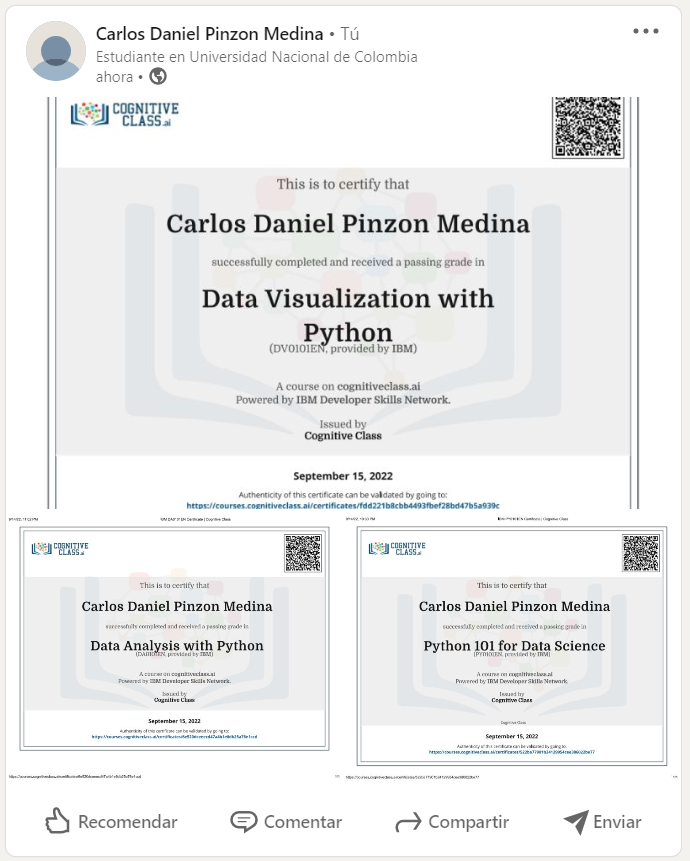 Carlos Daniel Pinzon Medina • Tú
Estudiante en Universidad Nacional de Colombia
ahora •
COGNITIVE
CLASS.ai
This is to certify that
Carlos Daniel Pinzon Medina
successfully completed and received a passing grade in
Data Visualization with
Python
(DV0101EN, provided by IBM)
A course on cognitiveclass.ai
Powered by IBM Developer Skills Network.
Issued by
Cognitive Class
September 15, 2022
Authenticity of this certificate can be validated by going to:
https://courses.cognitiveclass.ai/certificates/fdd221b8cbb4493fbef28bd47b5a939c
COGNITIVE
CLASS.ai
This is to certify that
Carlos Daniel Pinzon Medina
successfully completed and received a passing grade in
Data Analysis with Python
(DA0101EN, provided by IBM)
A course on cognitiveclass.ai
Powered by IBM Developer Skills Network.
Issued by
Cognitive Class
September 15, 2022
Authenticity of this certificate can be validated by going to:
COGNITIVE
CLASS.ai
This is to certify that
Carlos Daniel Pinzon Medina
successfully completed and received a passing grade in
Python 101 for Data Science
(PY0101EN, provided by IBM)
A course on cognitiveclass.ai
Powered by IBM Developer Skills Network.
Issued by
Cognitive Class
Cognitive Class
September 15, 2022
Authenticity of this certificate can be validated by going to:
Recomendar
Comentar
Compartir
Enviar